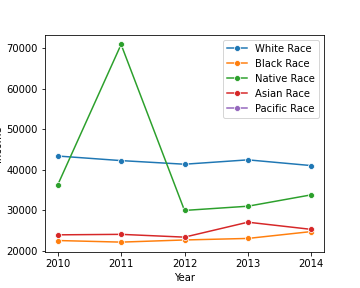 70000
60000
50000
40000
30000
20000
2010 2011 2012 2013 2014
Year
White Race
Black Race
Native Race
Asian Race
Pacific Race